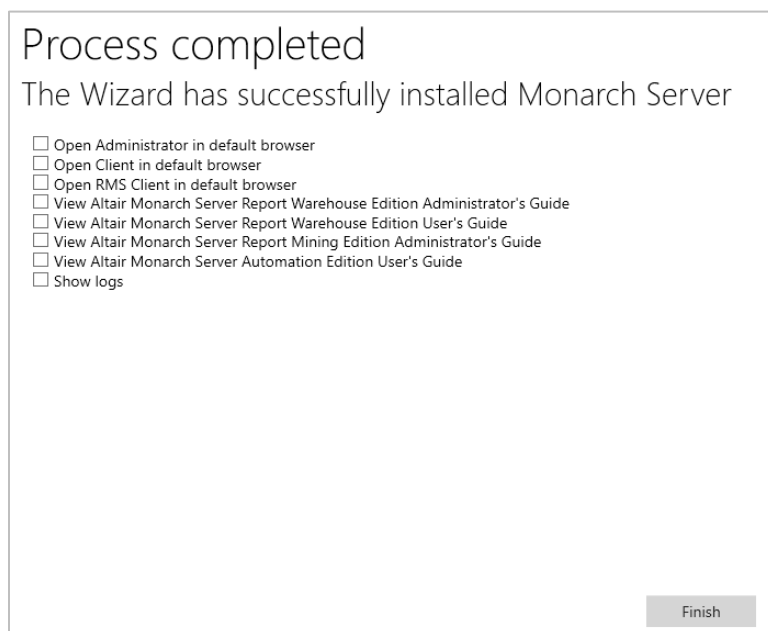 Process completed
The Wizard has successfully installed Monarch Server
Open Administrator in default browser
Open Client in default browser
Open RMS Client in default browser
View Altair Monarch Server Report Warehouse Edition Administrator's Guide
View Altair Monarch Server Report Warehouse Edition User's Guide
View Altair Monarch Server Report Mining Edition Administrator's Guide
View Altair Monarch Server Automation Edition User's Guide
Show logs
Finish